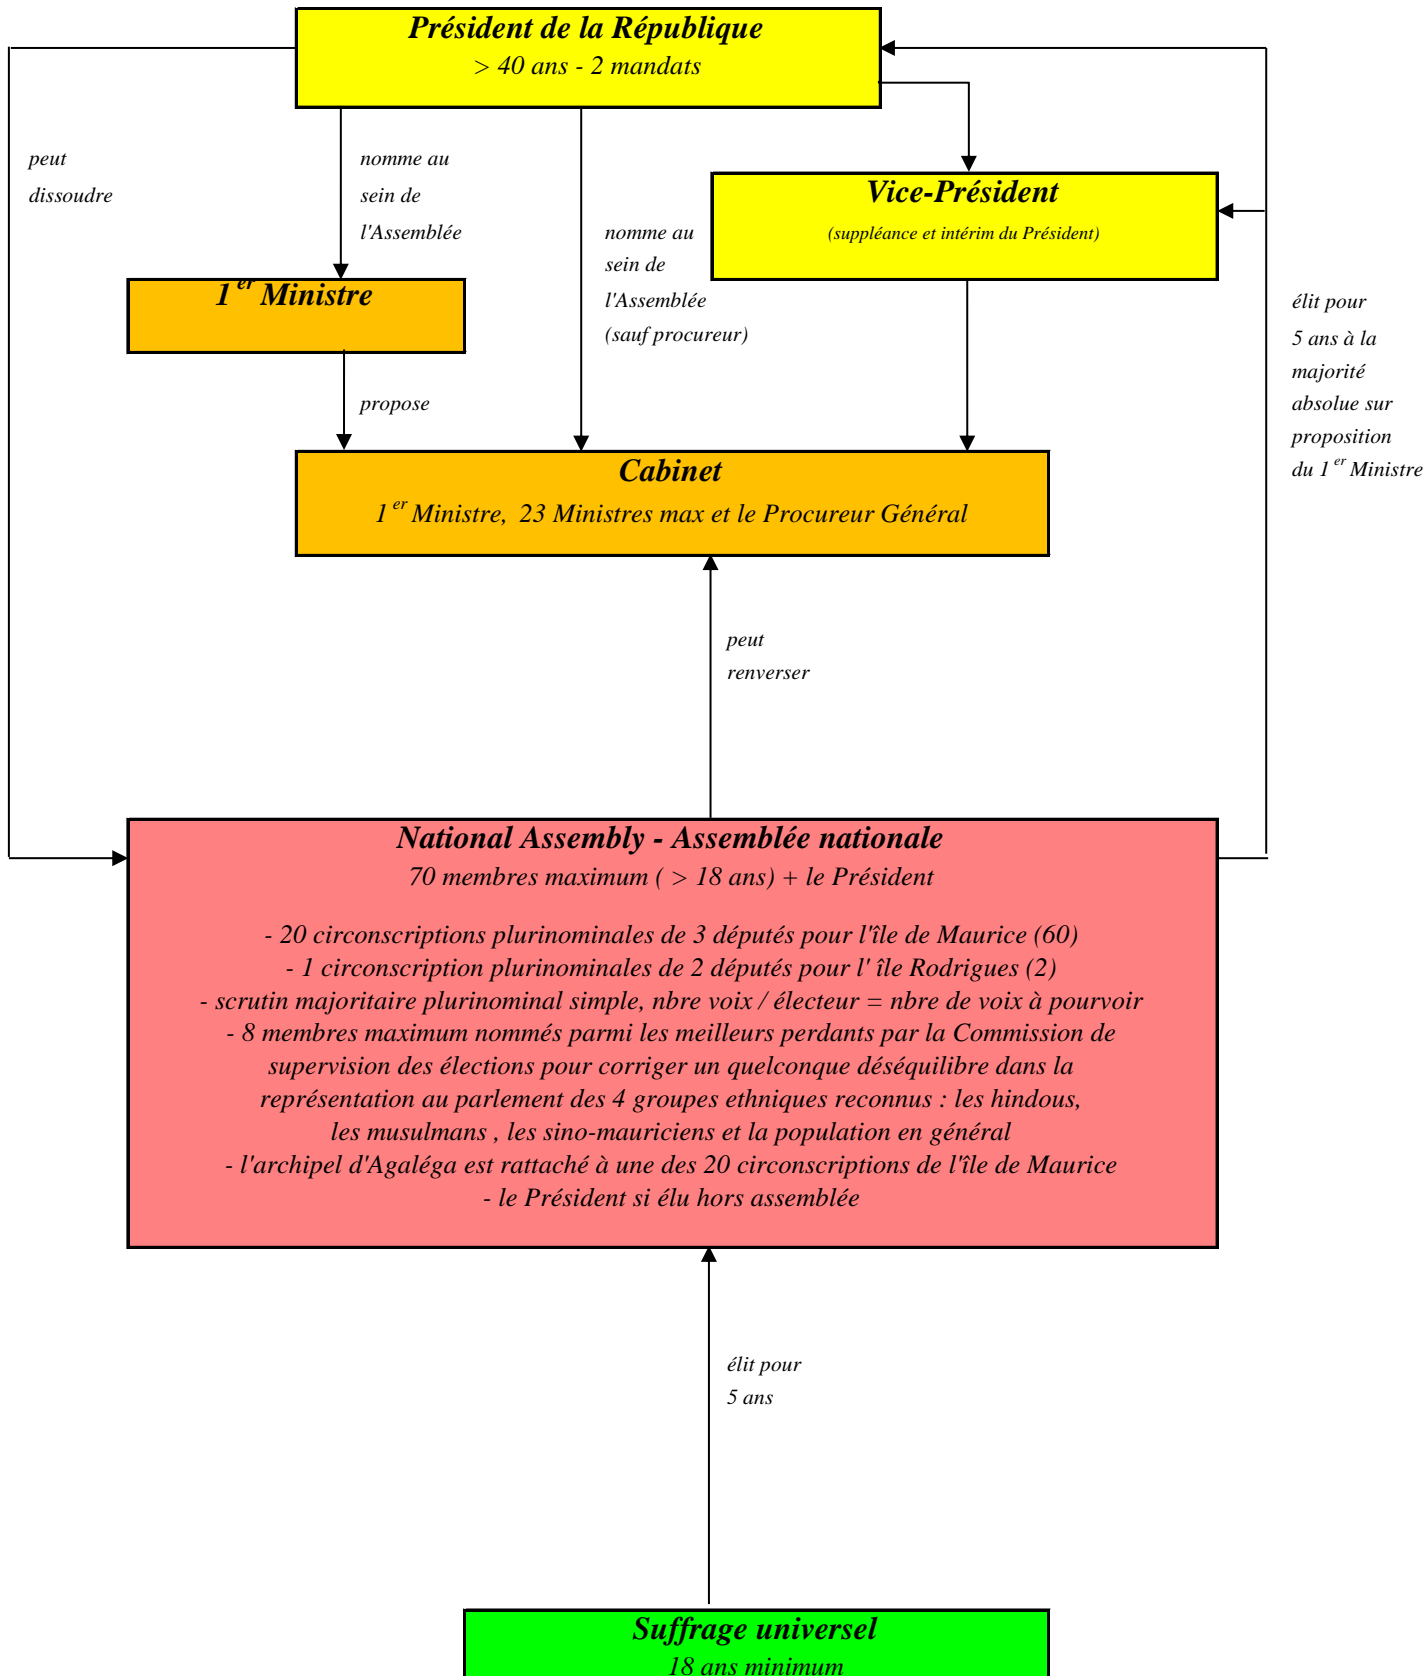 Président de la République
> 40 ans - 2 mandats
peut
dissoudre
nomme au
sein de
l'Assemblée
nomme au
sein de
l'Assemblée
(sauf procureur)
Vice-Président
(suppléance et intérim du Président)
1er Ministre
propose
élit pour
5 ans à la
majorité
absolue sur
proposition
du 1er Ministre
Cabinet
1er Ministre, 23 Ministres max et le Procureur Général
peut
renverser
National Assembly - Assemblée nationale
70 membres maximum ( > 18 ans) + le Président
- 20 circonscriptions plurinominales de 3 députés pour l'île de Maurice (60)
- 1 circonscription plurinominales de 2 députés pour l' île Rodrigues (2)
- scrutin majoritaire plurinominal simple, nbre voix / électeur = nbre de voix à pourvoir
- 8 membres maximum nommés parmi les meilleurs perdants par la Commission de
supervision des élections pour corriger un quelconque déséquilibre dans la
représentation au parlement des 4 groupes ethniques reconnus : les hindous,
les musulmans , les sino-mauriciens et la population en général
- l'archipel d'Agaléga est rattaché à une des 20 circonscriptions de l'île de Maurice
- le Président si élu hors assemblée
élit pour
5 ans
Suffrage universel
18 ans minimum